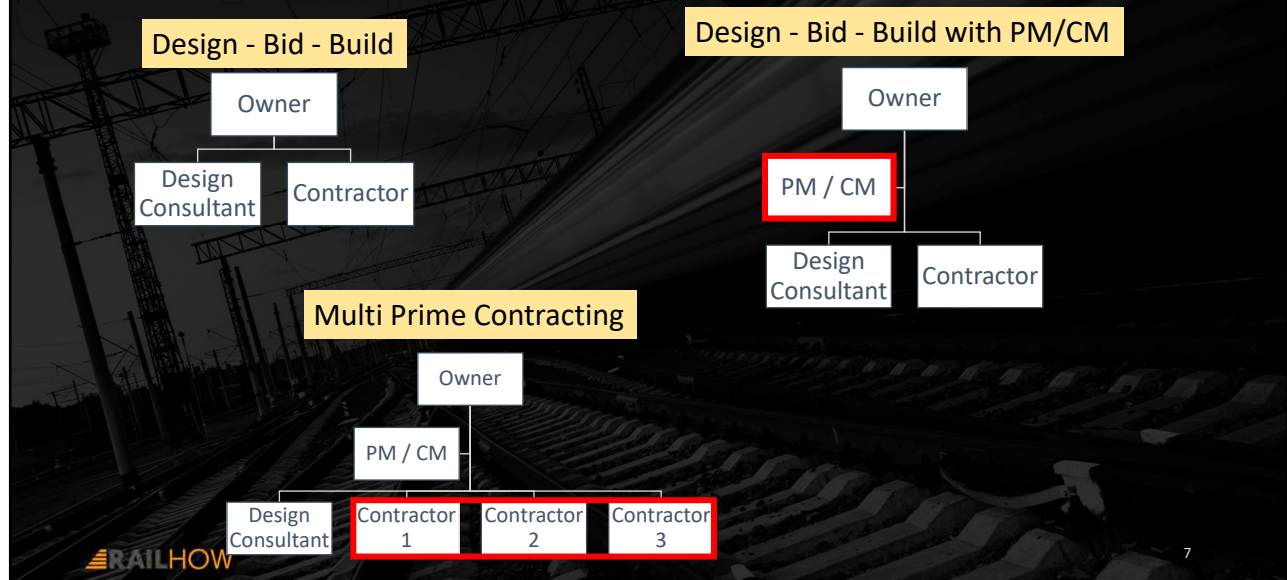 Design - Bid - Build
Owner
Design
Consultant
Contractor
Design - Bid - Build with PM/CM
Owner
PM / CM
Design
Consultant
Contractor
Multi Prime Contracting
Owner
PM / CM
Design
Consultant
Contractor
1
Contractor
2
Contractor
3
RAILHOW
7